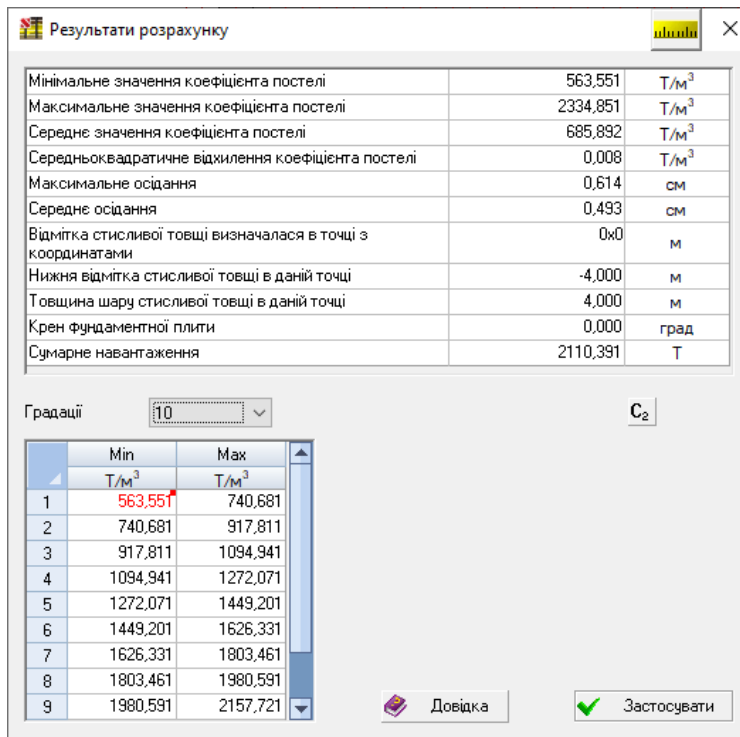 Результати розрахунку
Мінімальне значення коефіцієнта постелі 563,551 Т/м³
Максимальне значення коефіцієнта постелі 2334,851 Т/м³
Середнє значення коефіцієнта постелі 685,892 Т/м³
Середньоквадратичне відхилення коефіцієнта постелі 0,008 Т/м³
Максимальне осідання 0,614 см
Середнє осідання 0,493 см
Відмітка стисливої товщі визначалася в точці з
координатами 0x0 м
Нижня відмітка стисливої товщі в даній точці -4,000 м
Товщина шару стисливої товщі в даній точці 4,000 м
Крен фундаментної плити 0,000 град
Сумарне навантаження 2110,391 Т
Градації 10 C₂
Min Max
Т/м³ Т/м³
1 563,551 740,681
2 740,681 917,811
3 917,811 1094,941
4 1094,941 1272,071
5 1272,071 1449,201
6 1449,201 1626,331
7 1626,331 1803,461
8 1803,461 1980,591
9 1980,591 2157,721
Довідка Застосувати